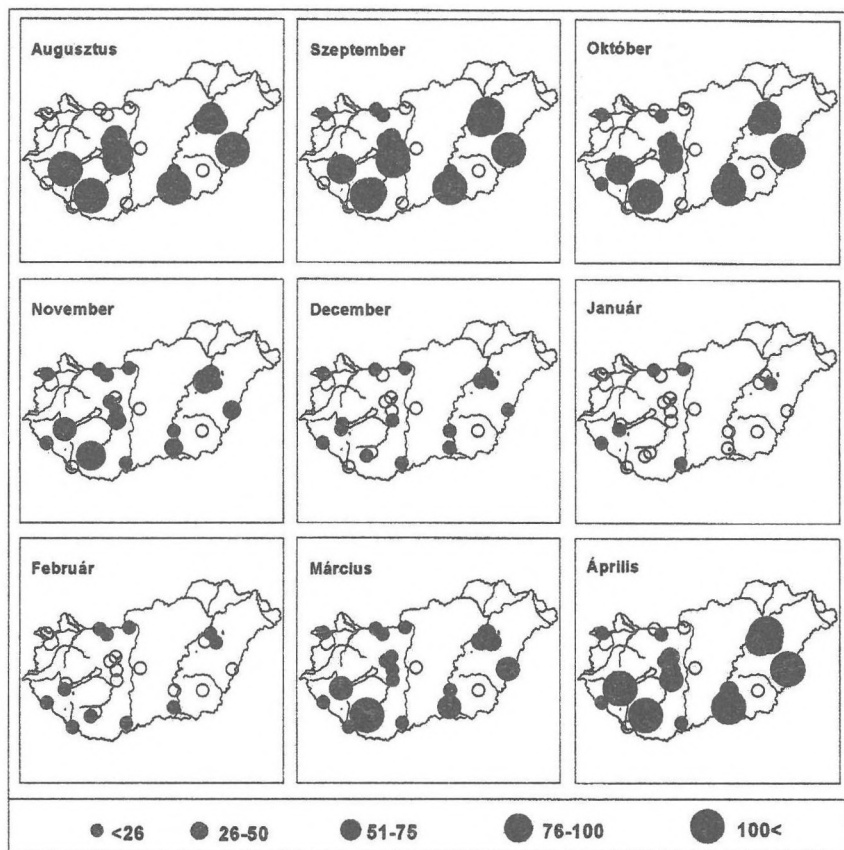 Augusztus
Szeptember
Október
November
December
Január
Február
Március
Április
<26 26-50 51-75 76-100 100<